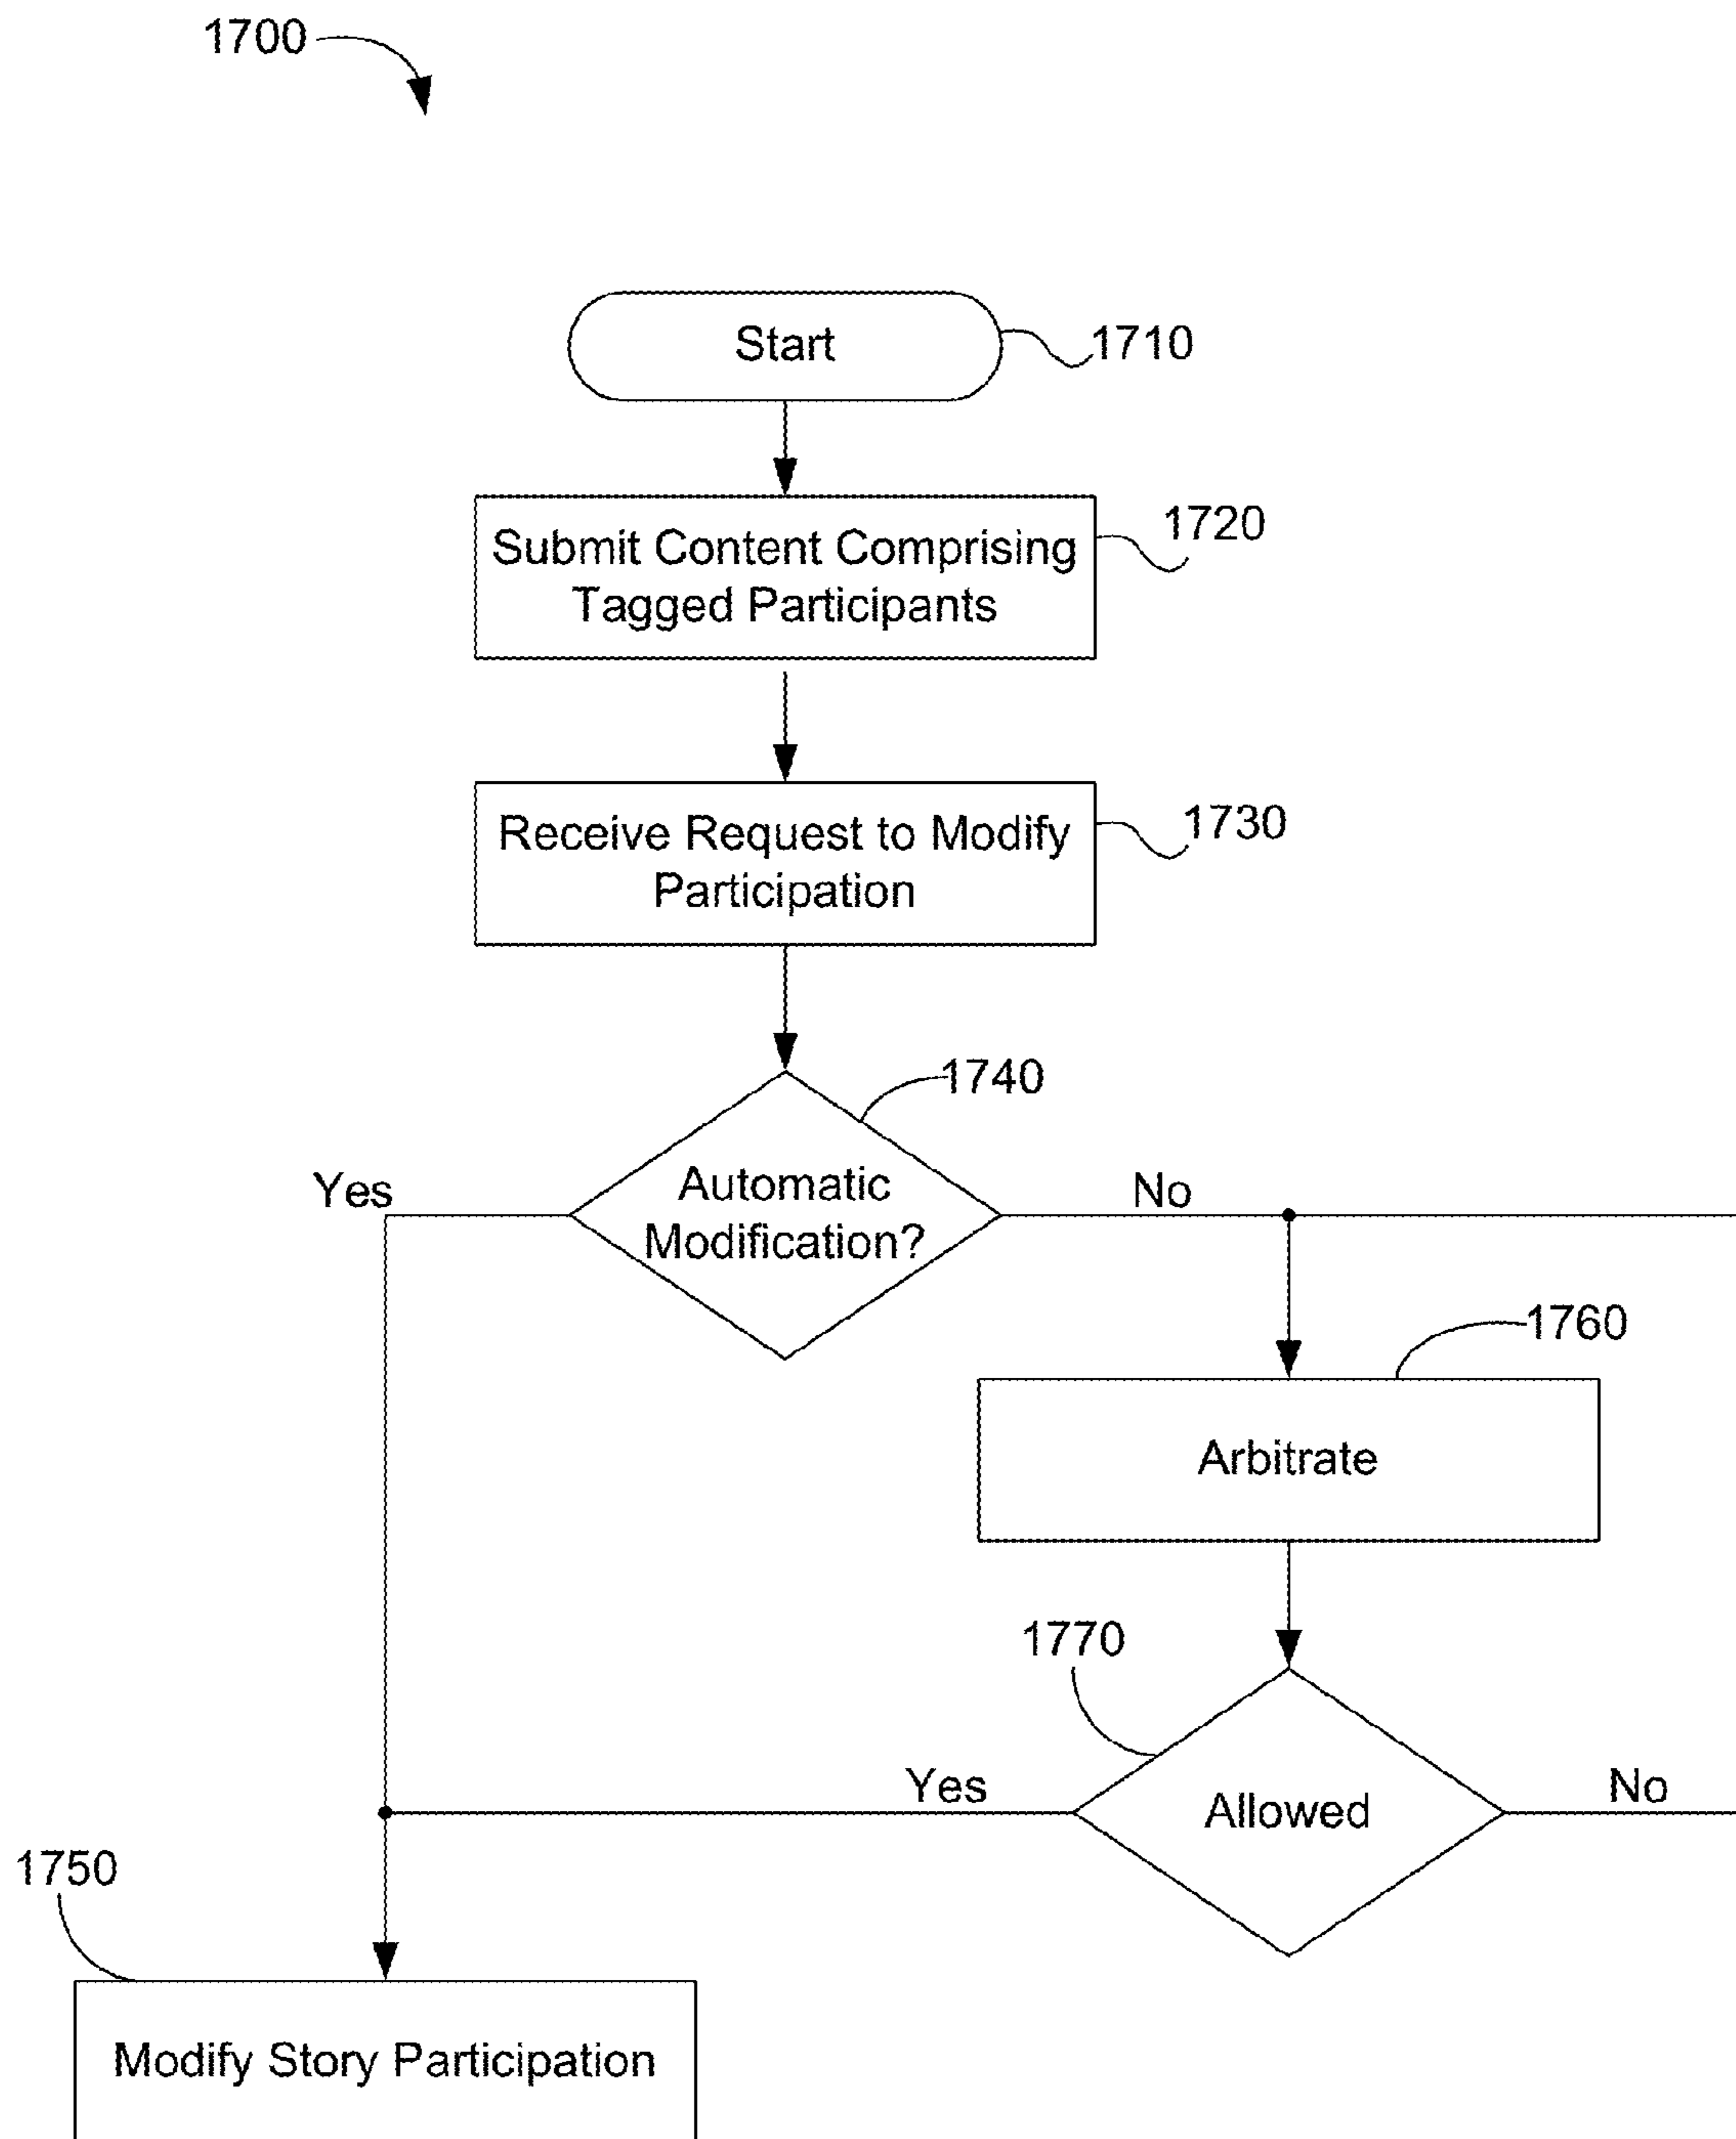 1700
Start
1710
Submit Content Comprising
Tagged Participants
1720
Receive Request to Modify
Participation
1730
1740
Automatic
Modification?
Yes
No
1760
Arbitrate
1770
Allowed
Yes
No
1750
Modify Story Participation